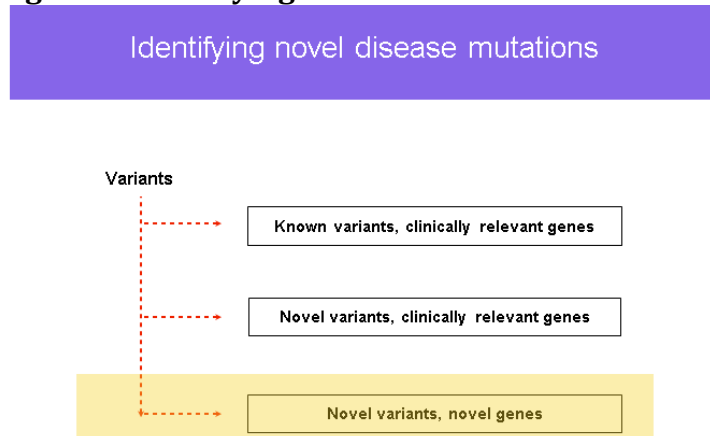 Identifying novel disease mutations
Variants
Known variants, clinically relevant genes
Novel variants, clinically relevant genes
Novel variants, novel genes